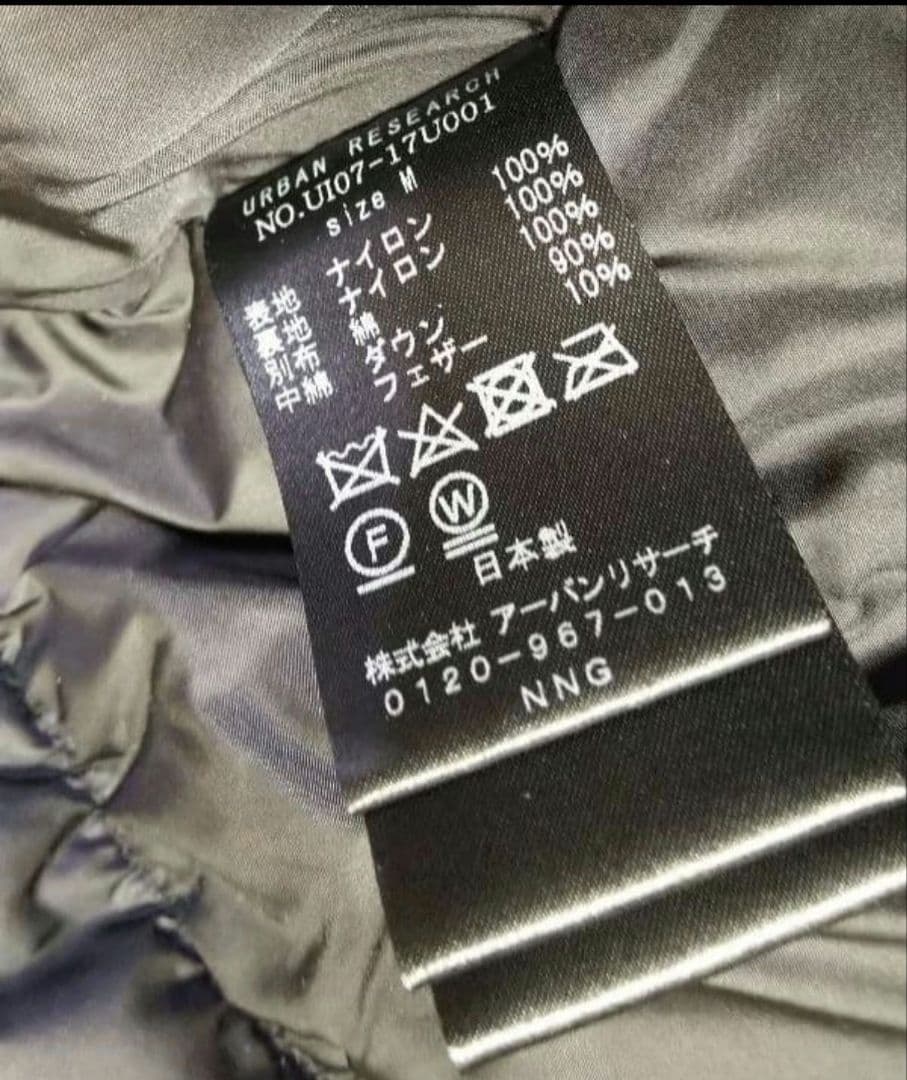 URBAN RESEARCH
NO.UI07-17U001
size M
表地 ナイロン 100%
裏地 ナイロン 100%
別布 綿 100%
中綿 ダウン 90%
フェザー 10%
F W
日本製
株式会社 アーバンリサーチ
0120-967-013
NNG